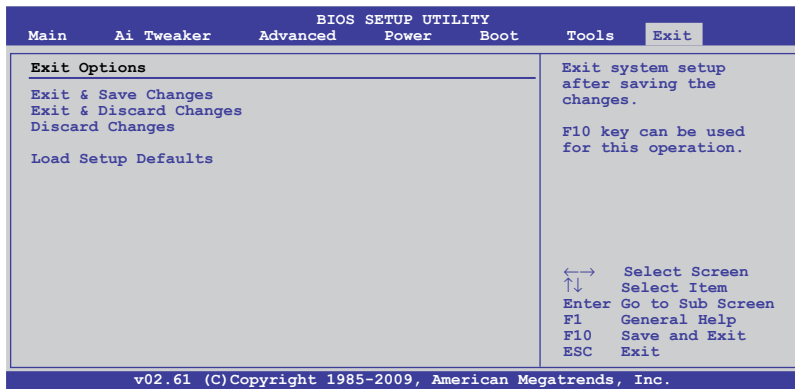 BIOS SETUP UTILITY
Main Ai Tweaker Advanced Power Boot Tools Exit
Exit Options
Exit & Save Changes
Exit & Discard Changes
Discard Changes
Load Setup Defaults
Exit system setup
after saving the
changes.
F10 key can be used
for this operation.
←→ Select Screen
↑↓ Select Item
Enter Go to Sub Screen
F1 General Help
F10 Save and Exit
ESC Exit
v02.61 (C)Copyright 1985-2009, American Megatrends, Inc.